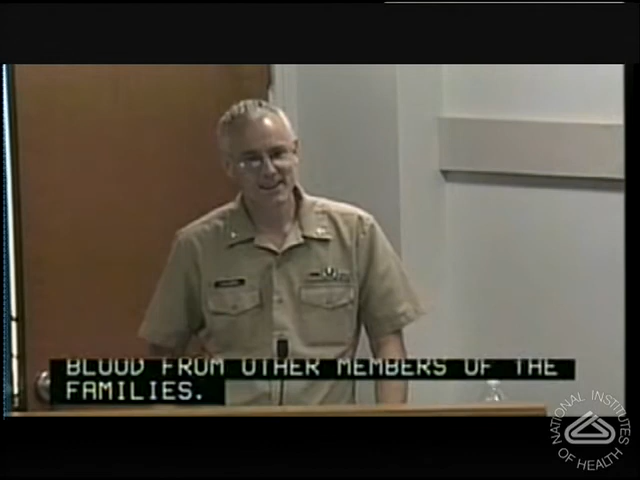 BLOOD FROM OTHER MEMBERS OF THE
FAMILIES.
NATIONAL INSTITUTES
OF HEALTH